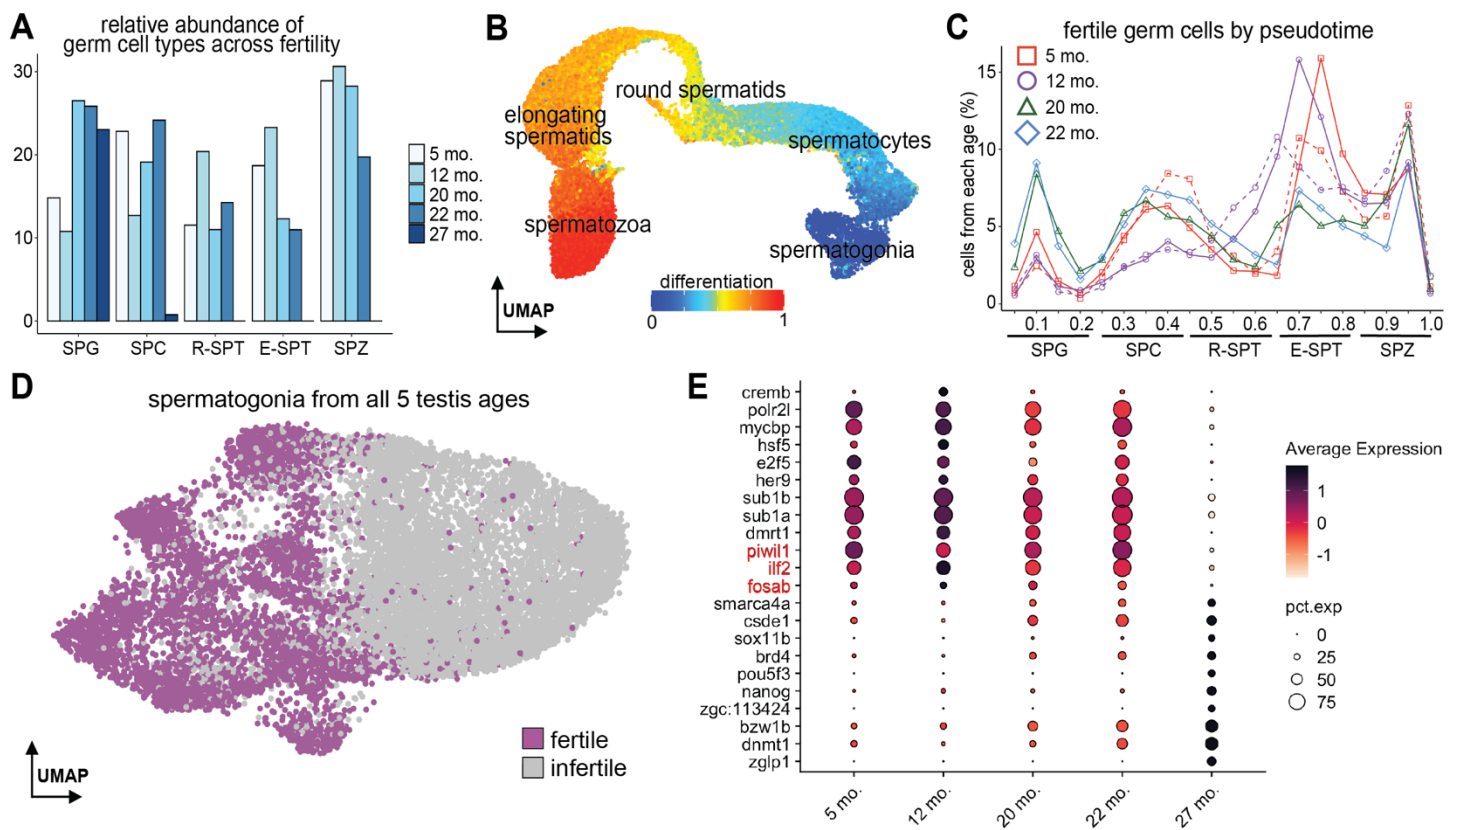 A
relative abundance of
germ cell types across fertility
30
20
10
0
SPG
SPC
R-SPT
E-SPT
SPZ
5 mo.
12 mo.
20 mo.
22 mo.
27 mo.
B
round spermatids
elongating
spermatids
spermatocytes
spermatozoa
spermatogonia
differentiation
0
1
UMAP
C
fertile germ cells by pseudotime
5 mo.
12 mo.
20 mo.
22 mo.
cells from each age (%)
15
10
5
0
0.1 0.2 0.3 0.4 0.5 0.6 0.7 0.8 0.9 1.0
SPG SPC R-SPT E-SPT SPZ
D
spermatogonia from all 5 testis ages
fertile
infertile
UMAP
E
cremb
polr2l
mycbp
hsf5
e2f5
her9
sub1b
sub1a
dmrt1
piwil1
ilf2
fosab
smarca4a
csde1
sox11b
brd4
pou5f3
nanog
zgc:113424
bzw1b
dnmt1
zglp1
5 mo.
12 mo.
20 mo.
22 mo.
27 mo.
Average Expression
1
0
-1
pct.exp
0
25
50
75